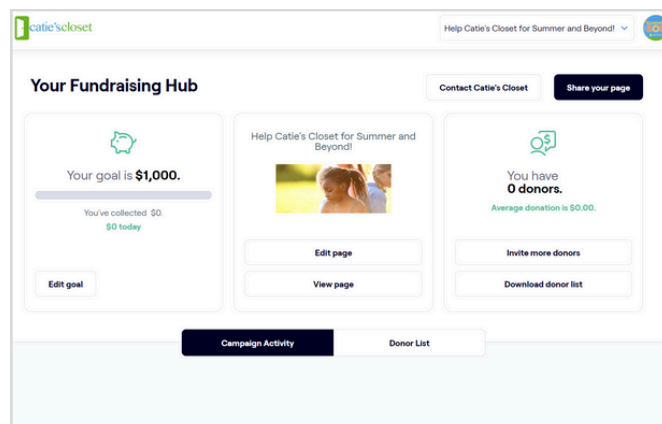 catie'scloset
Help Catie's Closet for Summer and Beyond!
Your Fundraising Hub
Contact Catie's Closet
Share your page
Your goal is $1,000.
You've collected $0.
$0 today
Edit goal
Help Catie's Closet for Summer and
Beyond!
Edit page
View page
You have
0 donors.
Average donation is $0.00.
Invite more donors
Download donor list
Campaign Activity
Donor List